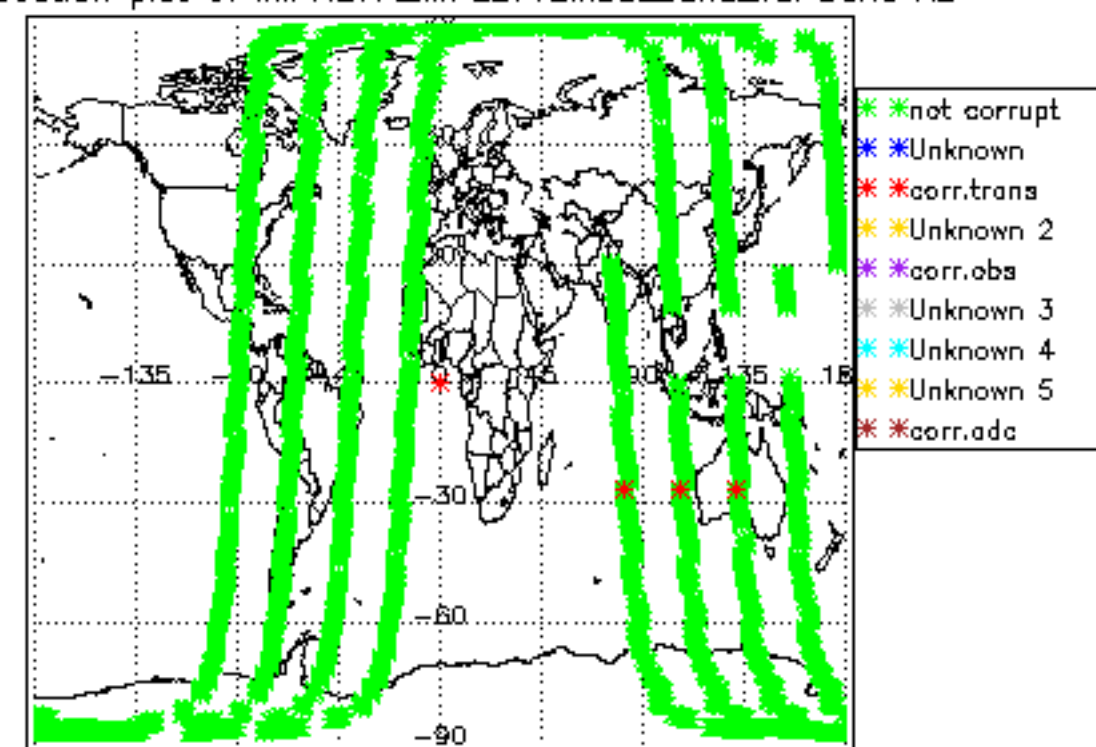 not corrupt
Unknown
corr.trans
Unknown 2
corr.obs
Unknown 3
Unknown 4
Unknown 5
corr.adc
-135
45
90
135
-30
-60
-90